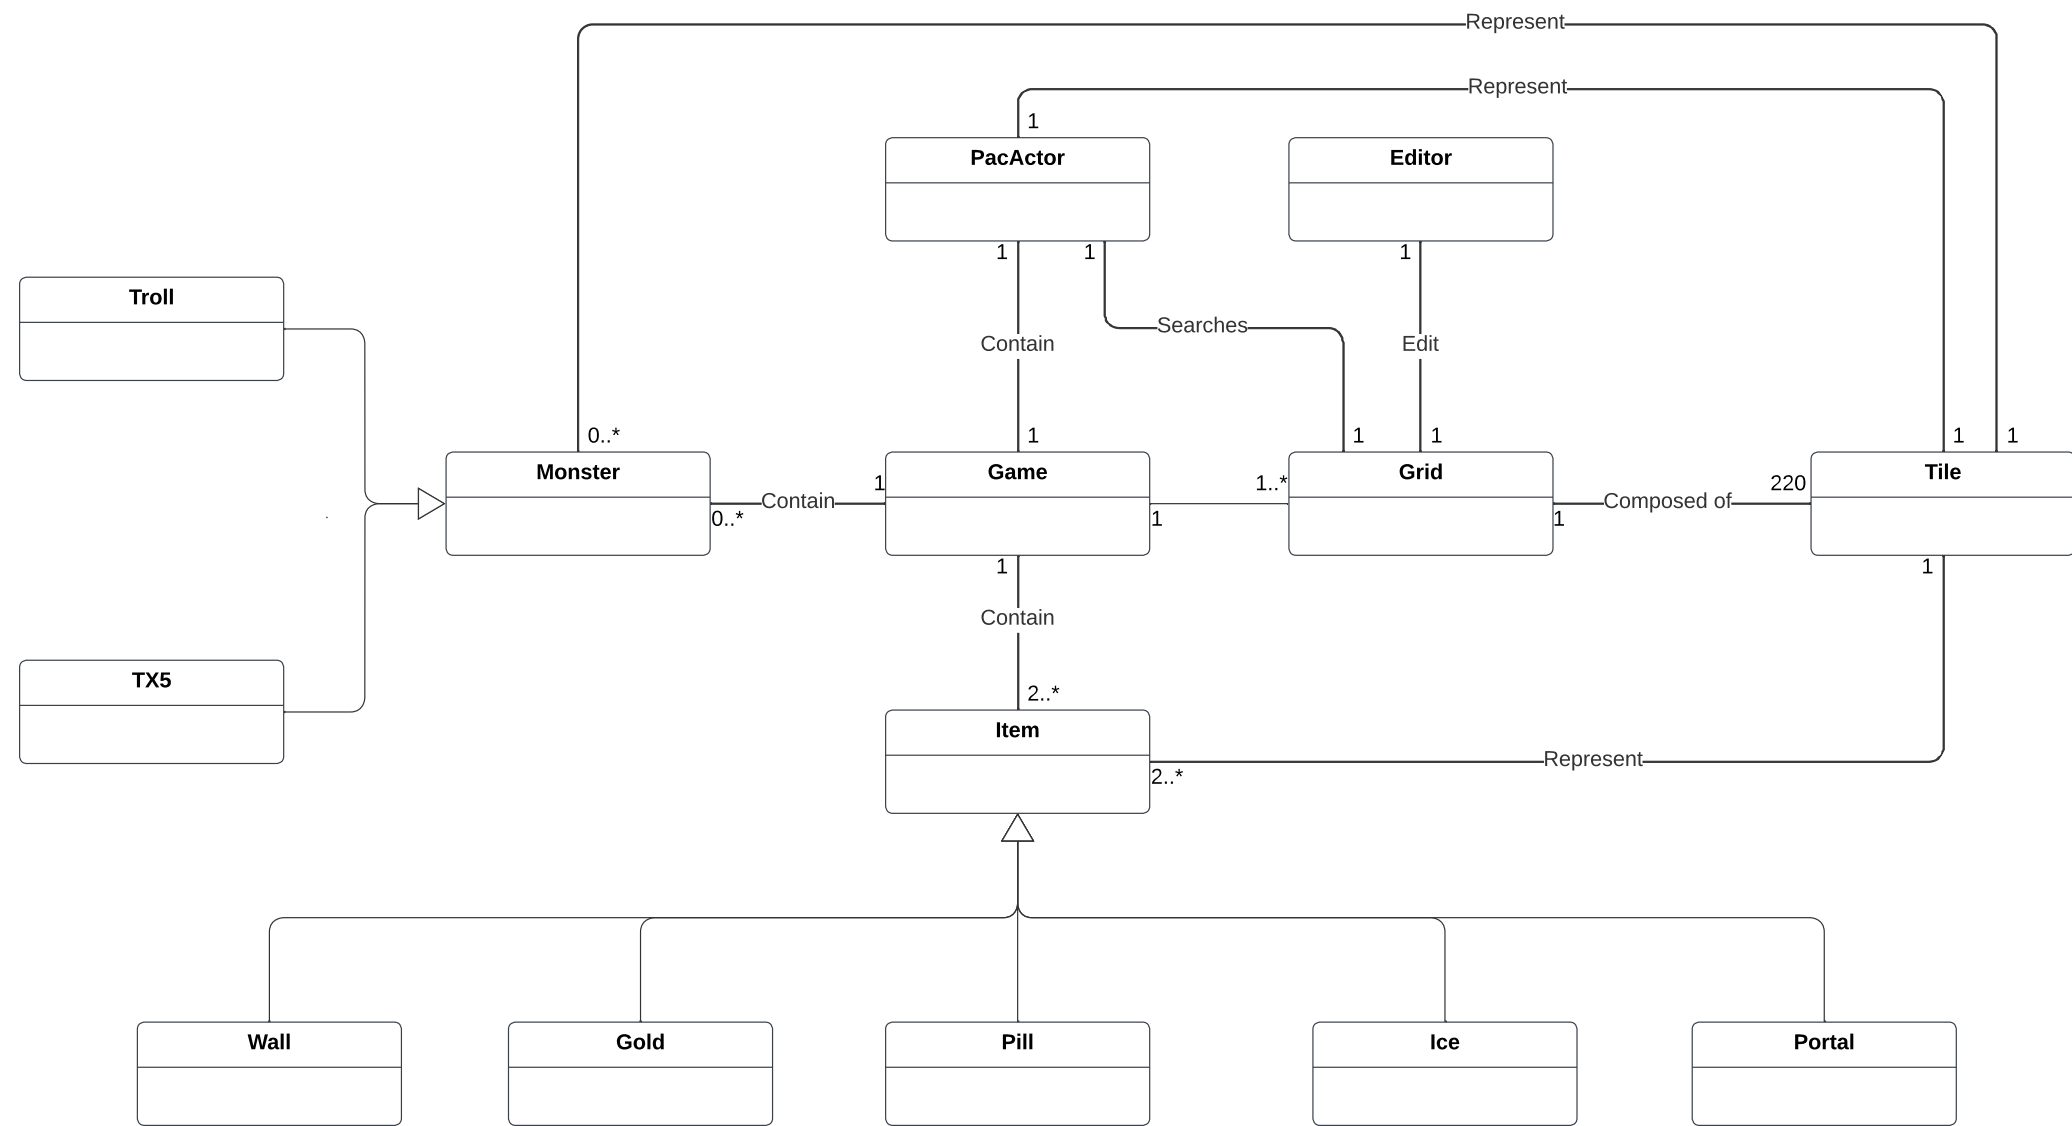 Represent
Represent
1
PacActor
Editor
1
1
1
Troll
Searches
Contain
Edit
0..*
1
1
1
1
1
Monster
Game
Grid
Tile
1
1..*
220
Contain
Composed of
0..*
1
1
1
1
Contain
TX5
2..*
Item
Represent
2..*
Wall
Gold
Pill
Ice
Portal